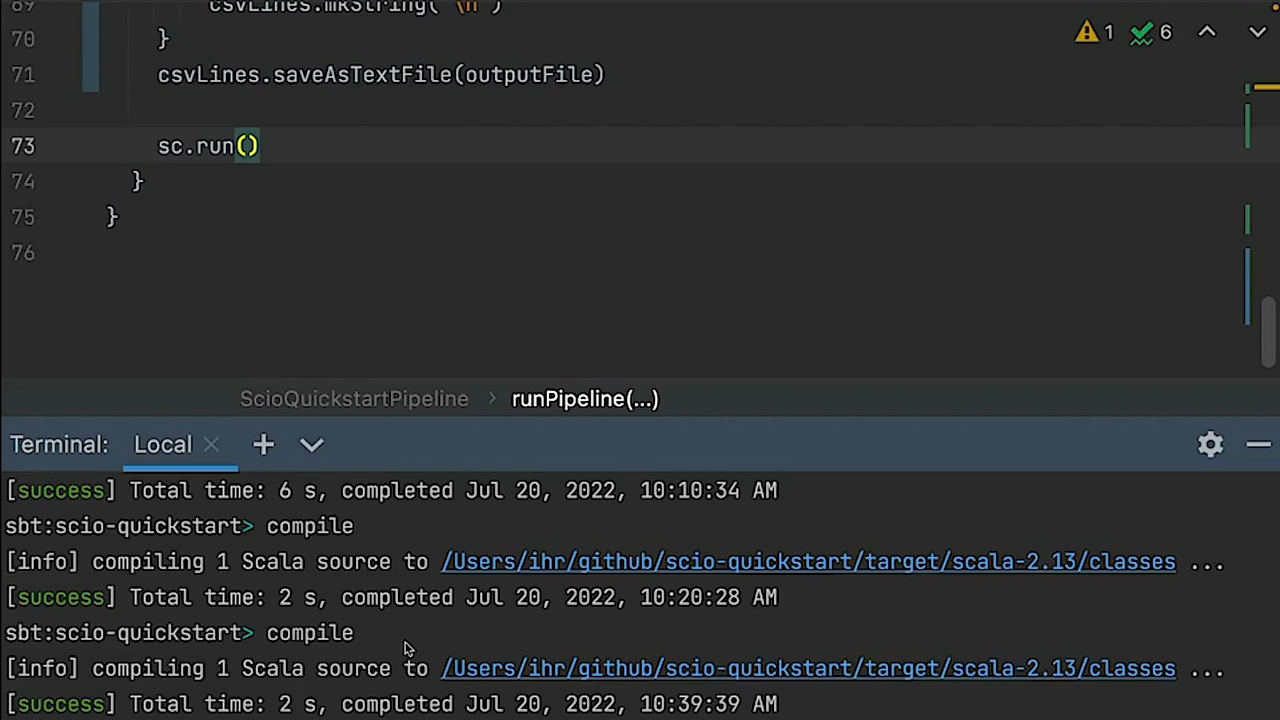 69 csvLines.mkString("\n")
70 }
⚠ 1 ✓ 6
71 csvLines.saveAsTextFile(outputFile)
72
73 sc.run()
74 }
75 }
76
ScioQuickstartPipeline > runPipeline(...)
Terminal: Local × +
[success] Total time: 6 s, completed Jul 20, 2022, 10:10:34 AM
sbt:scio-quickstart> compile
[info] compiling 1 Scala source to /Users/ihr/github/scio-quickstart/target/scala-2.13/classes ...
[success] Total time: 2 s, completed Jul 20, 2022, 10:20:28 AM
sbt:scio-quickstart> compile
[info] compiling 1 Scala source to /Users/ihr/github/scio-quickstart/target/scala-2.13/classes ...
[success] Total time: 2 s, completed Jul 20, 2022, 10:39:39 AM